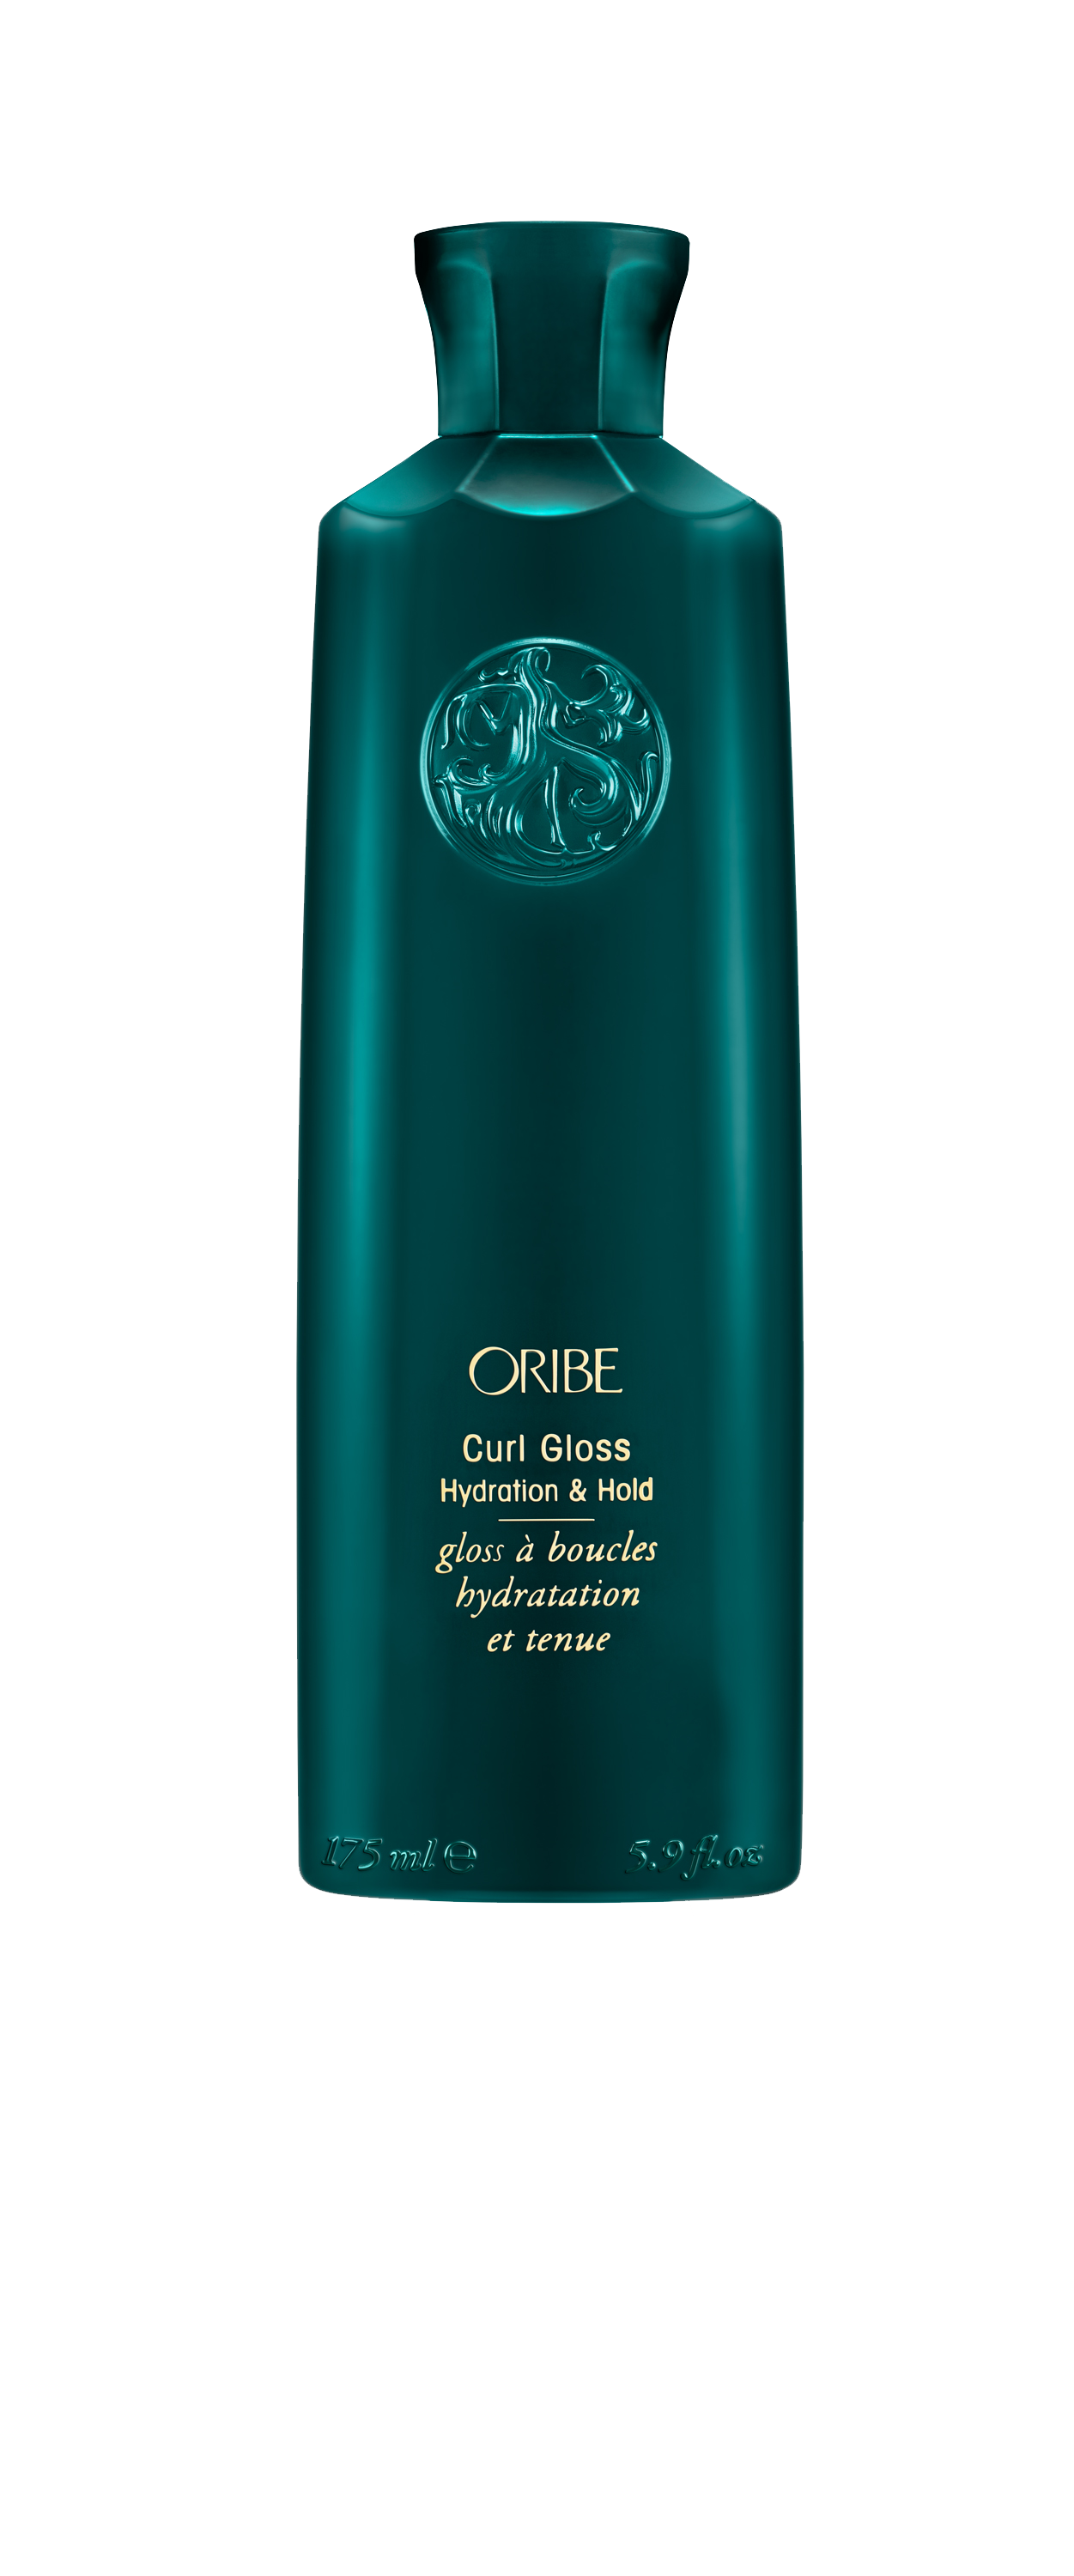 ORIBE
Curl Gloss
Hydration & Hold
gloss à boucles
hydratation
et tenue
175 ml ℮
5.9 fl. oz